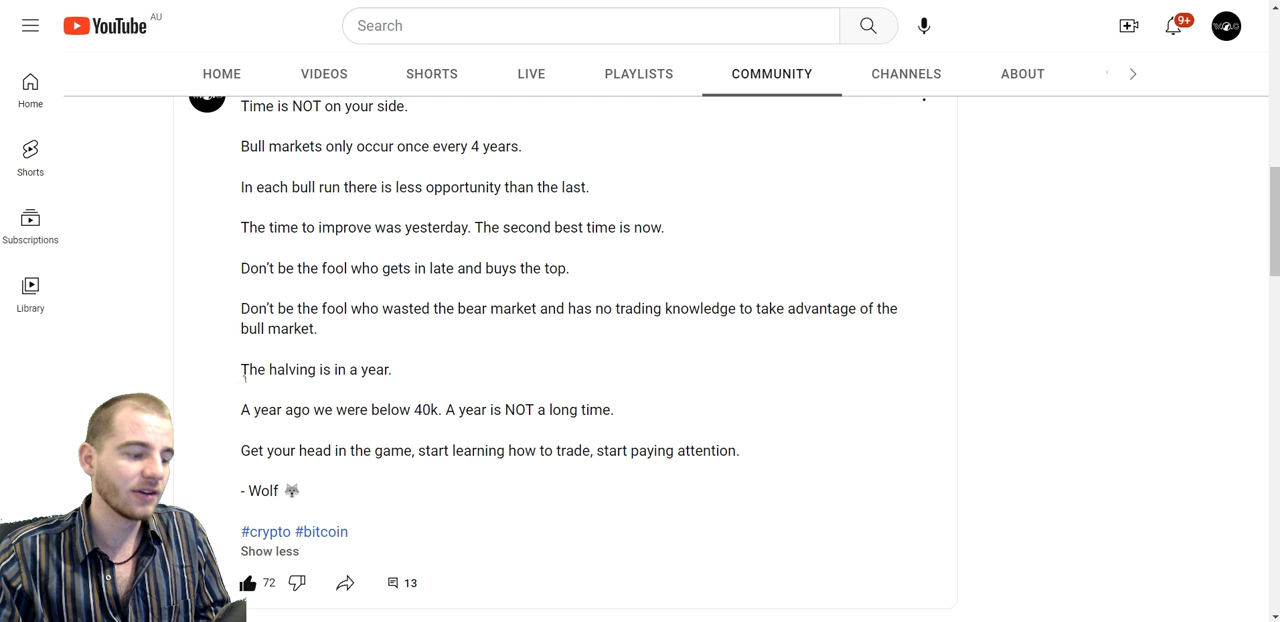 YouTube AU
Search
9+
HOME VIDEOS SHORTS LIVE PLAYLISTS COMMUNITY CHANNELS ABOUT
Home
Shorts
Subscriptions
Library
Time is NOT on your side.
Bull markets only occur once every 4 years.
In each bull run there is less opportunity than the last.
The time to improve was yesterday. The second best time is now.
Don’t be the fool who gets in late and buys the top.
Don’t be the fool who wasted the bear market and has no trading knowledge to take advantage of the
bull market.
The halving is in a year.
A year ago we were below 40k. A year is NOT a long time.
Get your head in the game, start learning how to trade, start paying attention.
- Wolf 🐺
#crypto #bitcoin
Show less
72
13